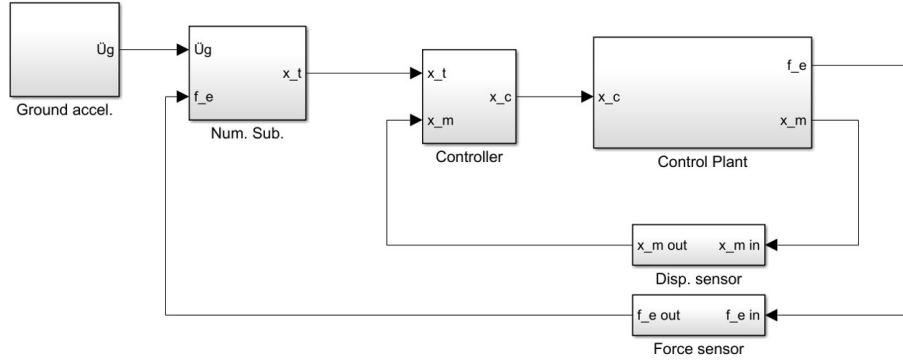 Üg
Ground accel.
Üg
f_e
x_t
Num. Sub.
x_t
x_m
x_c
Controller
x_c
f_e
x_m
Control Plant
x_m out
x_m in
Disp. sensor
f_e out
f_e in
Force sensor